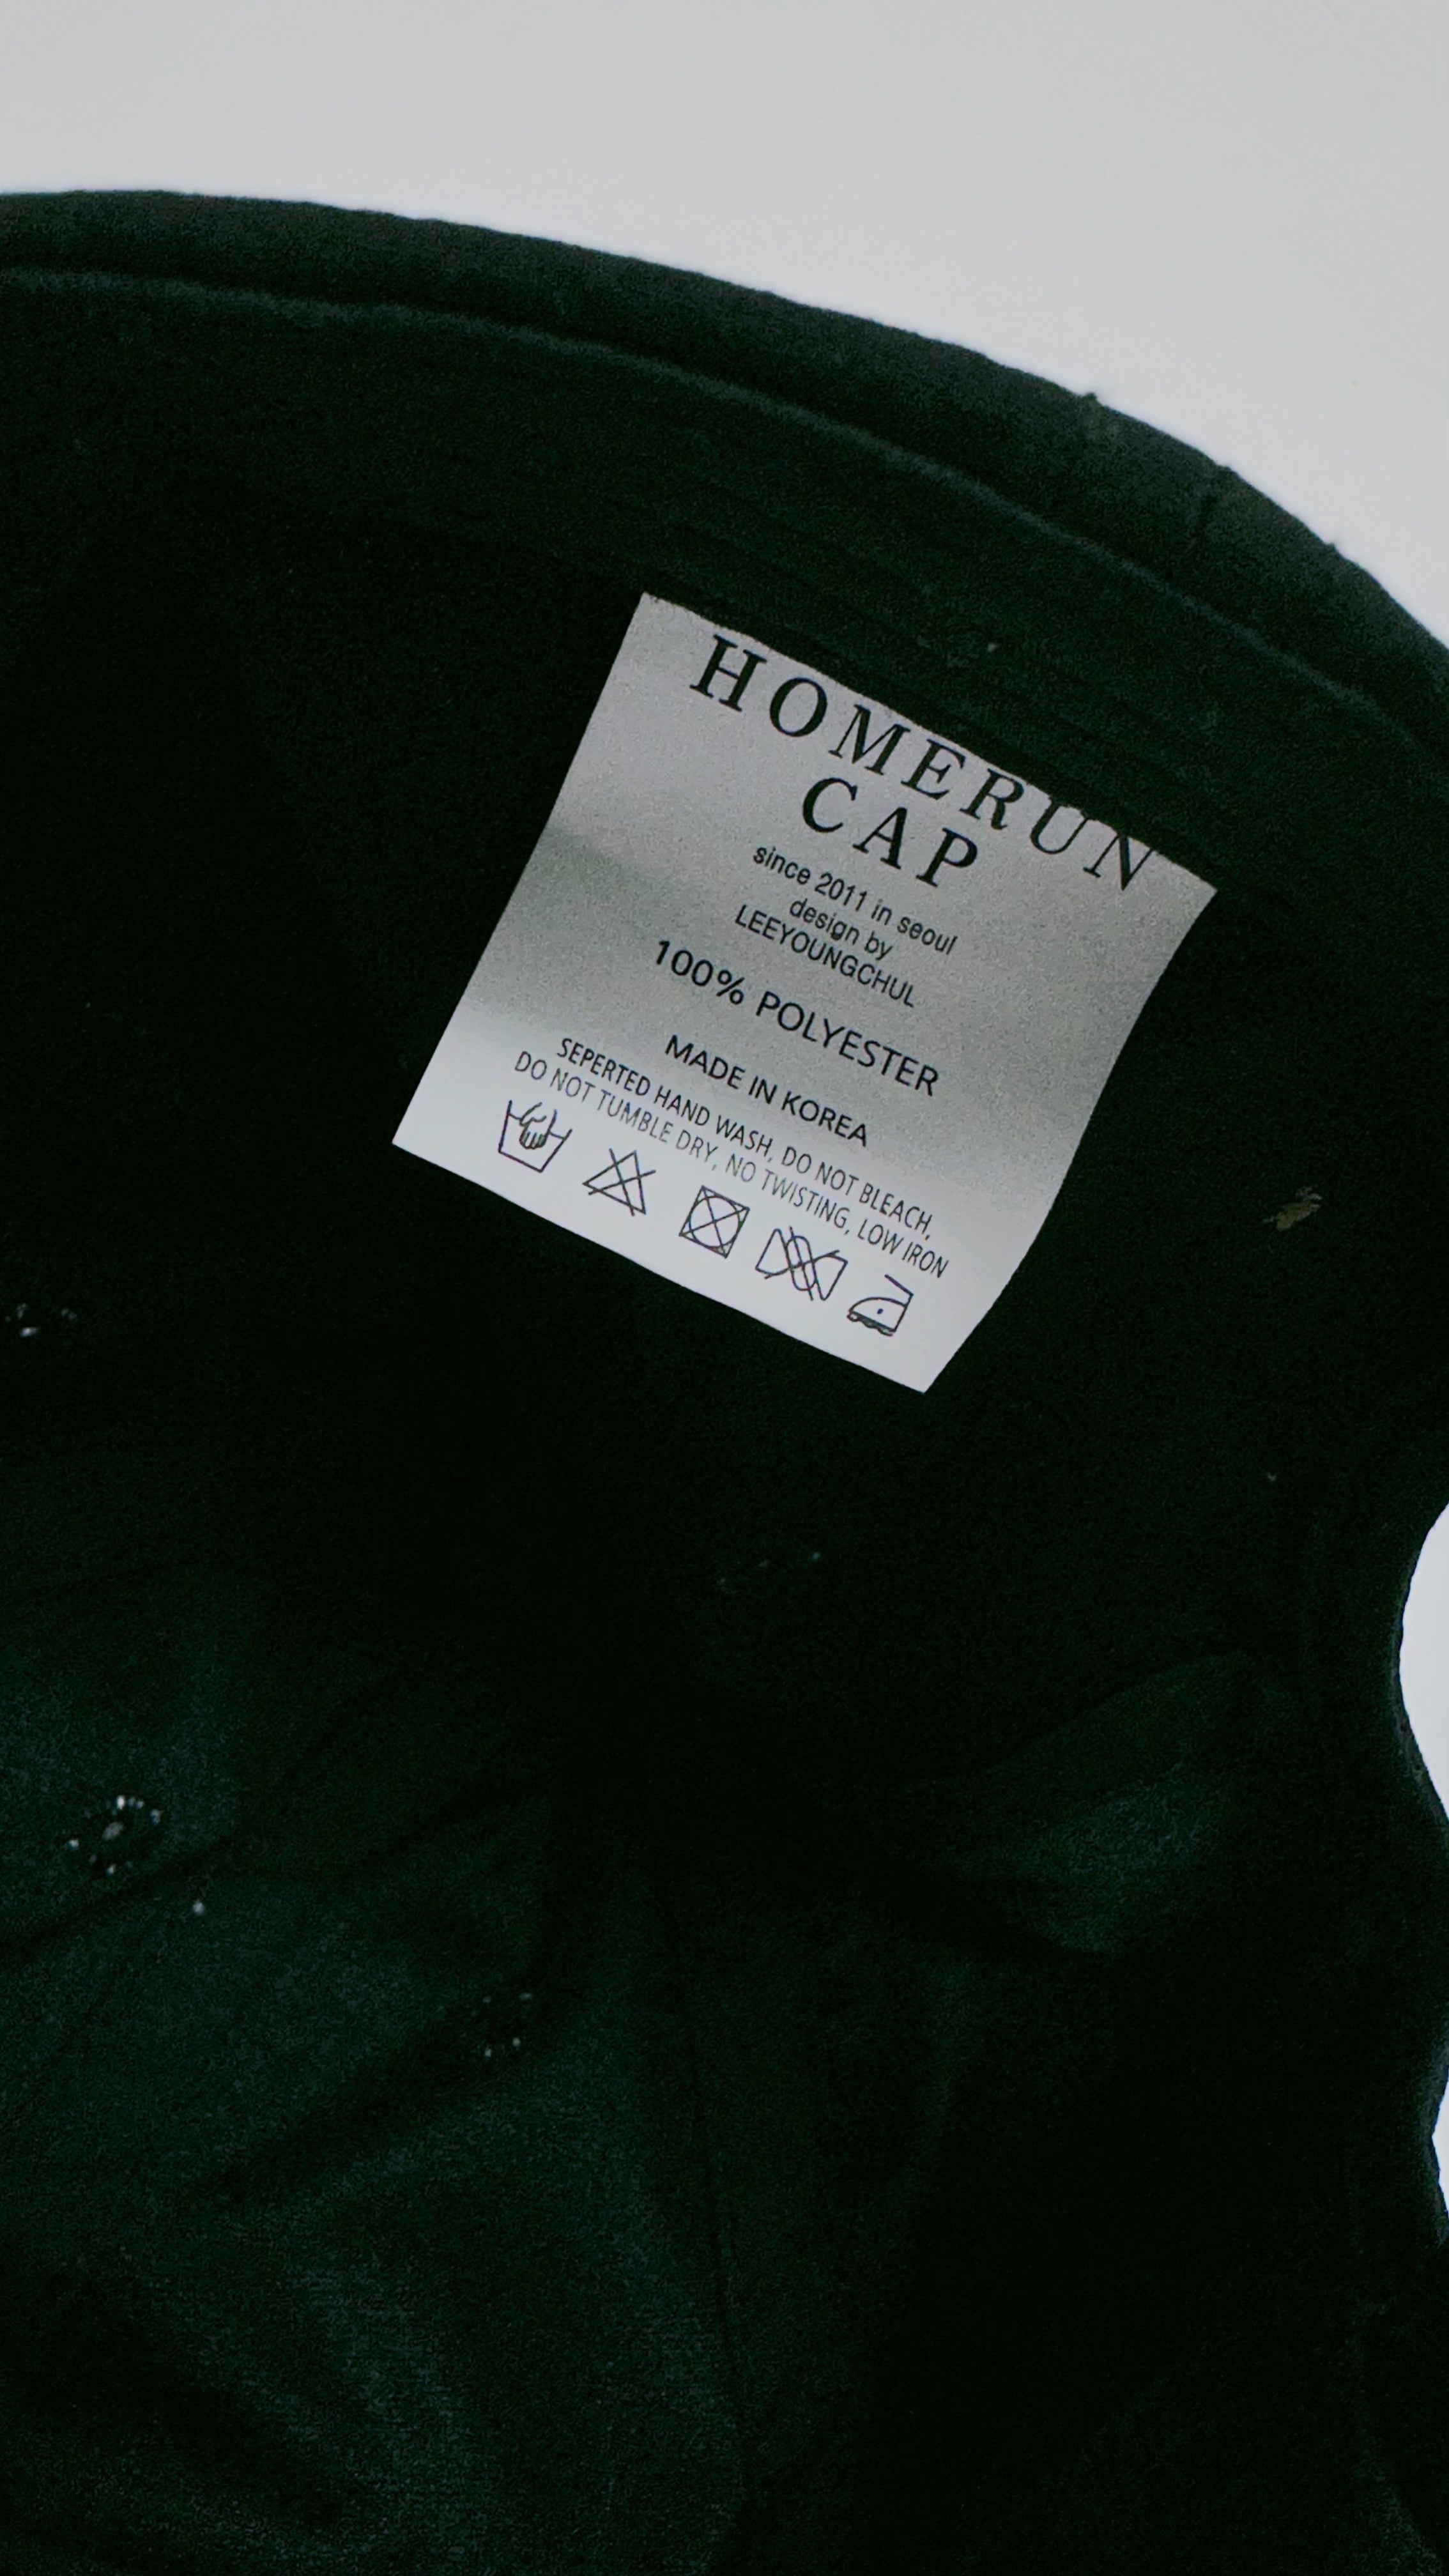 HOMERUN
CAP
since 2011 in seoul
design by
LEEYOUNGCHUL
100% POLYESTER
MADE IN KOREA
SEPERTED HAND WASH, DO NOT BLEACH,
DO NOT TUMBLE DRY, NO TWISTING, LOW IRON